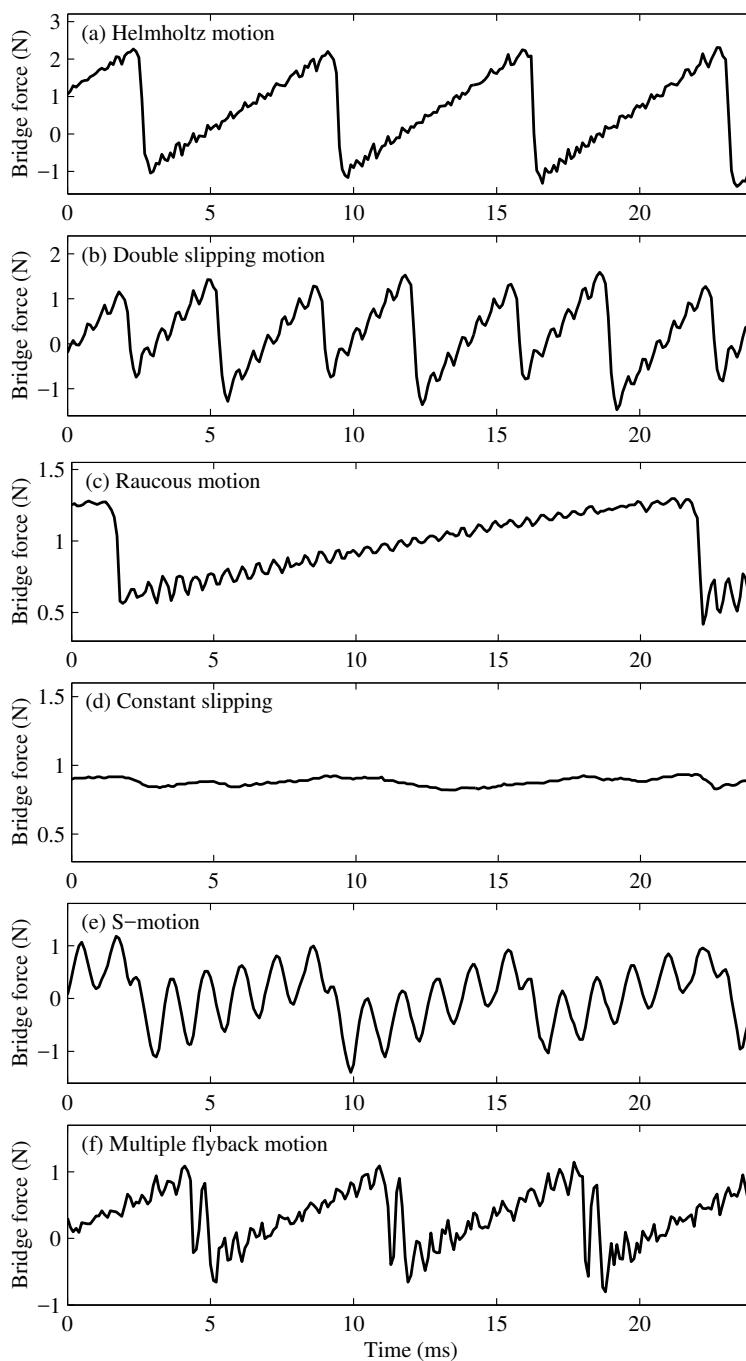 (a) Helmholtz motion
Bridge force (N)
3
2
1
0
−1
0 5 10 15 20
(b) Double slipping motion
Bridge force (N)
2
1
0
−1
0 5 10 15 20
(c) Raucous motion
Bridge force (N)
1.5
1
0.5
0 5 10 15 20
(d) Constant slipping
Bridge force (N)
1.5
1
0.5
0 5 10 15 20
(e) S−motion
Bridge force (N)
1
0
−1
0 5 10 15 20
(f) Multiple flyback motion
Bridge force (N)
1
0
−1
0 5 10 15 20
Time (ms)